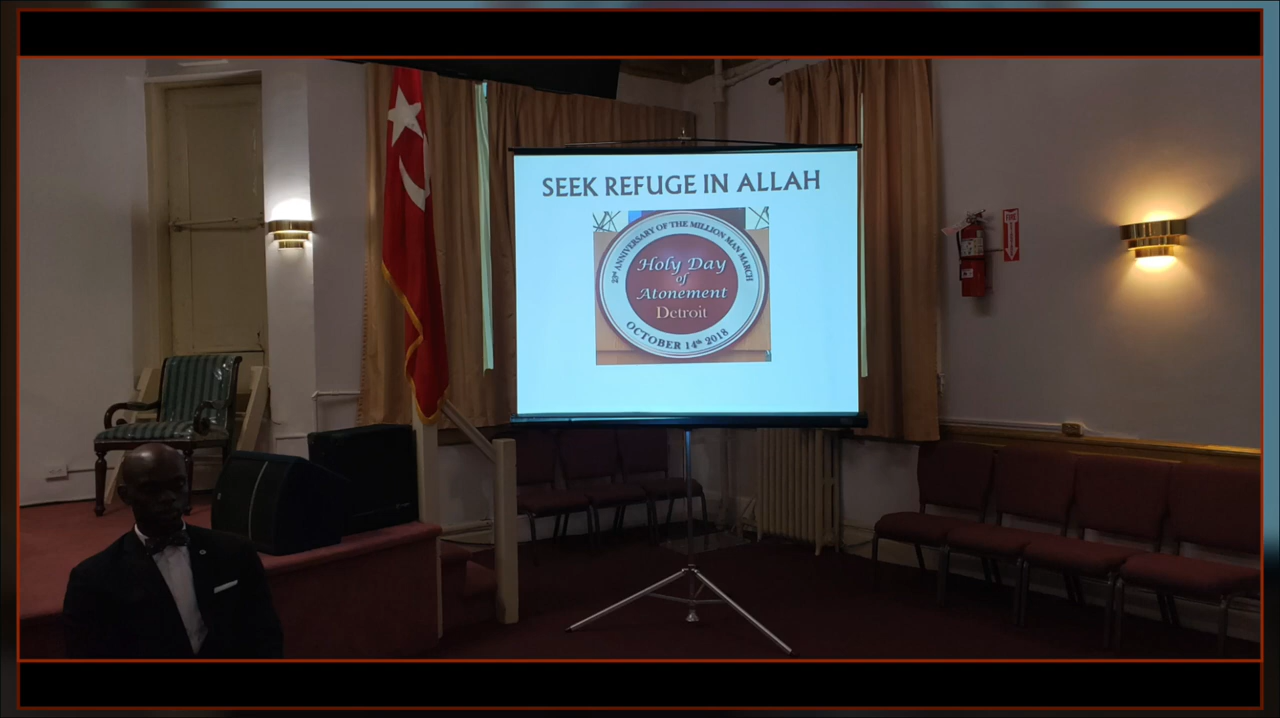 SEEK REFUGE IN ALLAH
23rd ANNIVERSARY OF THE MILLION MAN MARCH
Holy Day
of
Atonement
Detroit
OCTOBER 14th 2018
FIRE